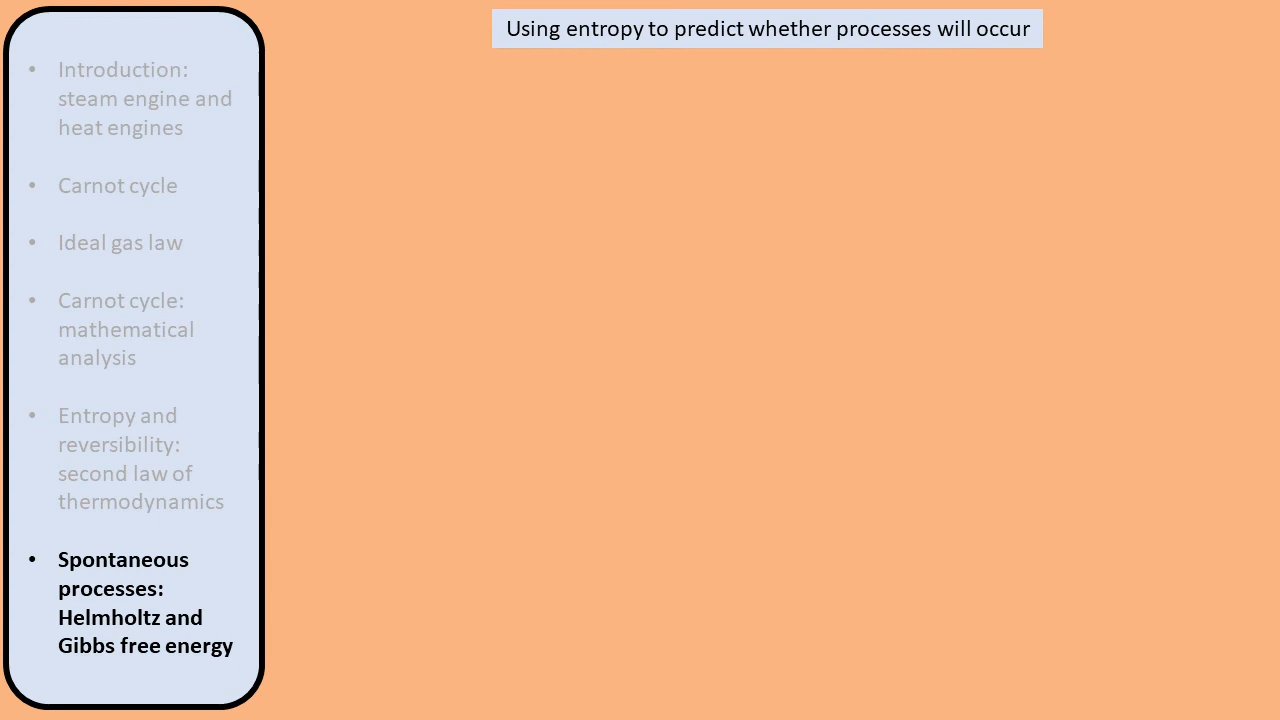 Using entropy to predict whether processes will occur
• Introduction:
steam engine and
heat engines
• Carnot cycle
• Ideal gas law
• Carnot cycle:
mathematical
analysis
• Entropy and
reversibility:
second law of
thermodynamics
• Spontaneous
processes:
Helmholtz and
Gibbs free energy